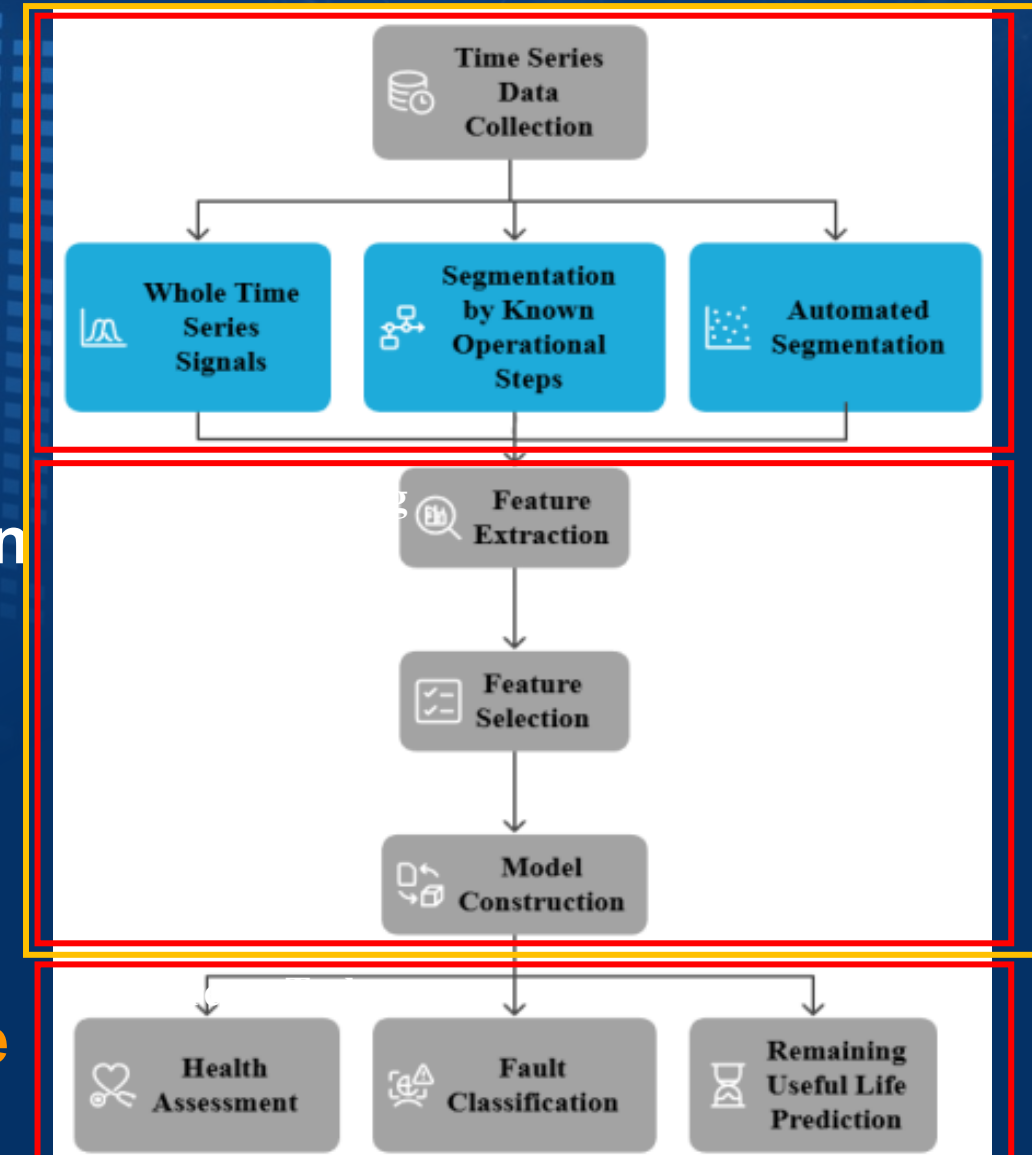 Time Series
Data
Collection
Whole Time
Series
Signals
Segmentation
by Known
Operational
Steps
Automated
Segmentation
g
Feature
Extraction
n
Feature
Selection
Model
Construction
e
Health
Assessment
Fault
Classification
Remaining
Useful Life
Prediction